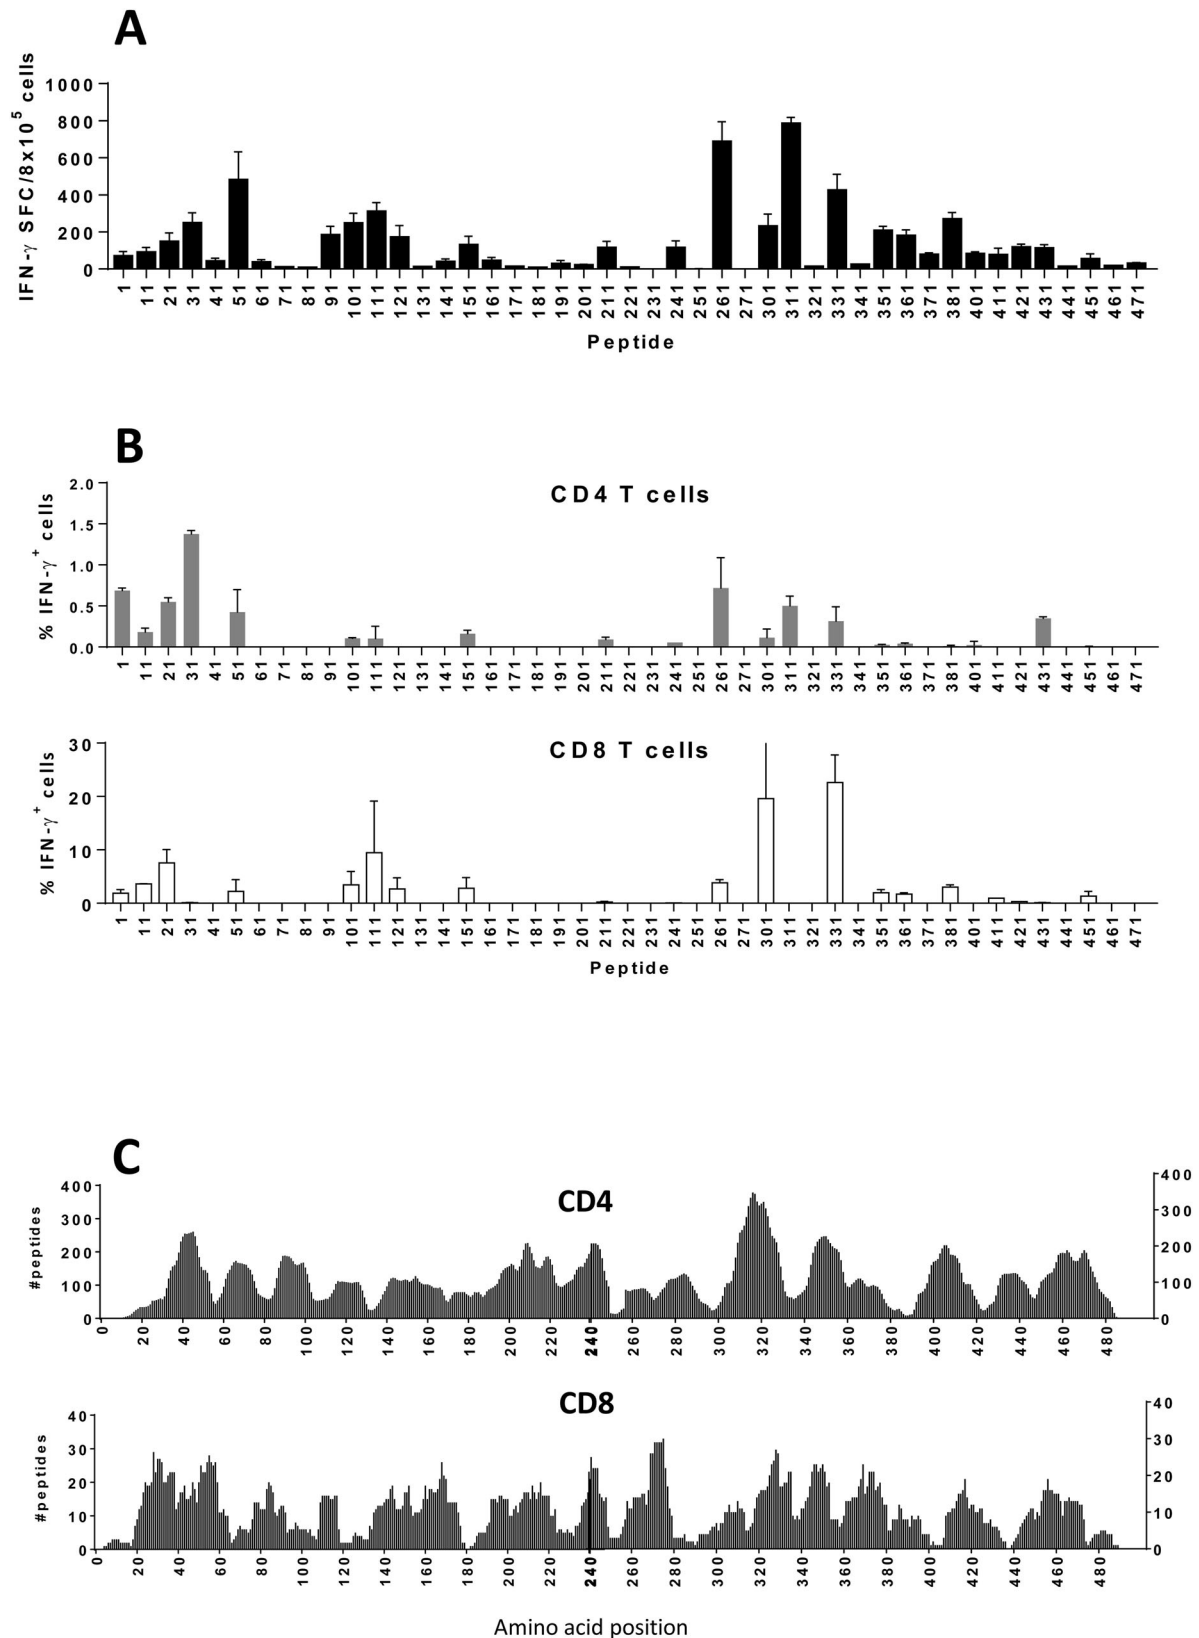 A
IFN-γ SFC/8x10⁵ cells
1000
800
600
400
200
0
1 11 21 31 41 51 61 71 81 91 101 111 121 131 141 151 161 171 181 191 201 211 221 231 241 251 261 271 301 311 321 331 341 351 361 371 381 401 411 421 431 441 451 461 471
Peptide
B
CD4 T cells
% IFN-γ⁺ cells
2.0
1.5
1.0
0.5
0.0
1 11 21 31 41 51 61 71 81 91 101 111 121 131 141 151 161 171 181 191 201 211 221 231 241 251 261 271 301 311 321 331 341 351 361 371 381 401 411 421 431 441 451 461 471
CD8 T cells
% IFN-γ⁺ cells
30
20
10
0
1 11 21 31 41 51 61 71 81 91 101 111 121 131 141 151 161 171 181 191 201 211 221 231 241 251 261 271 301 311 321 331 341 351 361 371 381 401 411 421 431 441 451 461 471
Peptide
C
CD4
#peptides
400 400
300 300
200 200
100 100
0 0
0 20 40 60 80 100 120 140 160 180 200 220 240 260 280 300 320 340 360 380 400 420 440 460 480
CD8
#peptides
40 40
30 30
20 20
10 10
0 0
0 20 40 60 80 100 120 140 160 180 200 220 240 260 280 300 320 340 360 380 400 420 440 460 480
Amino acid position